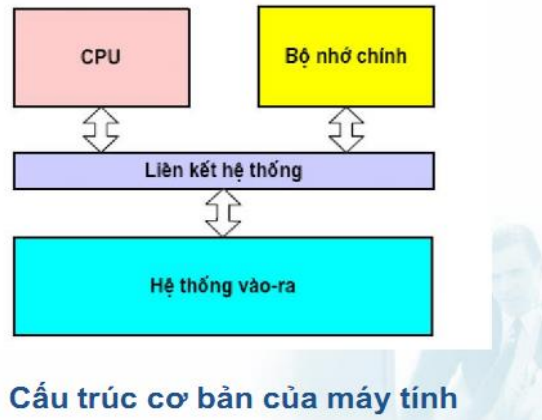 CPU
Bộ nhớ chính
Liên kết hệ thống
Hệ thống vào-ra
Cấu trúc cơ bản của máy tính